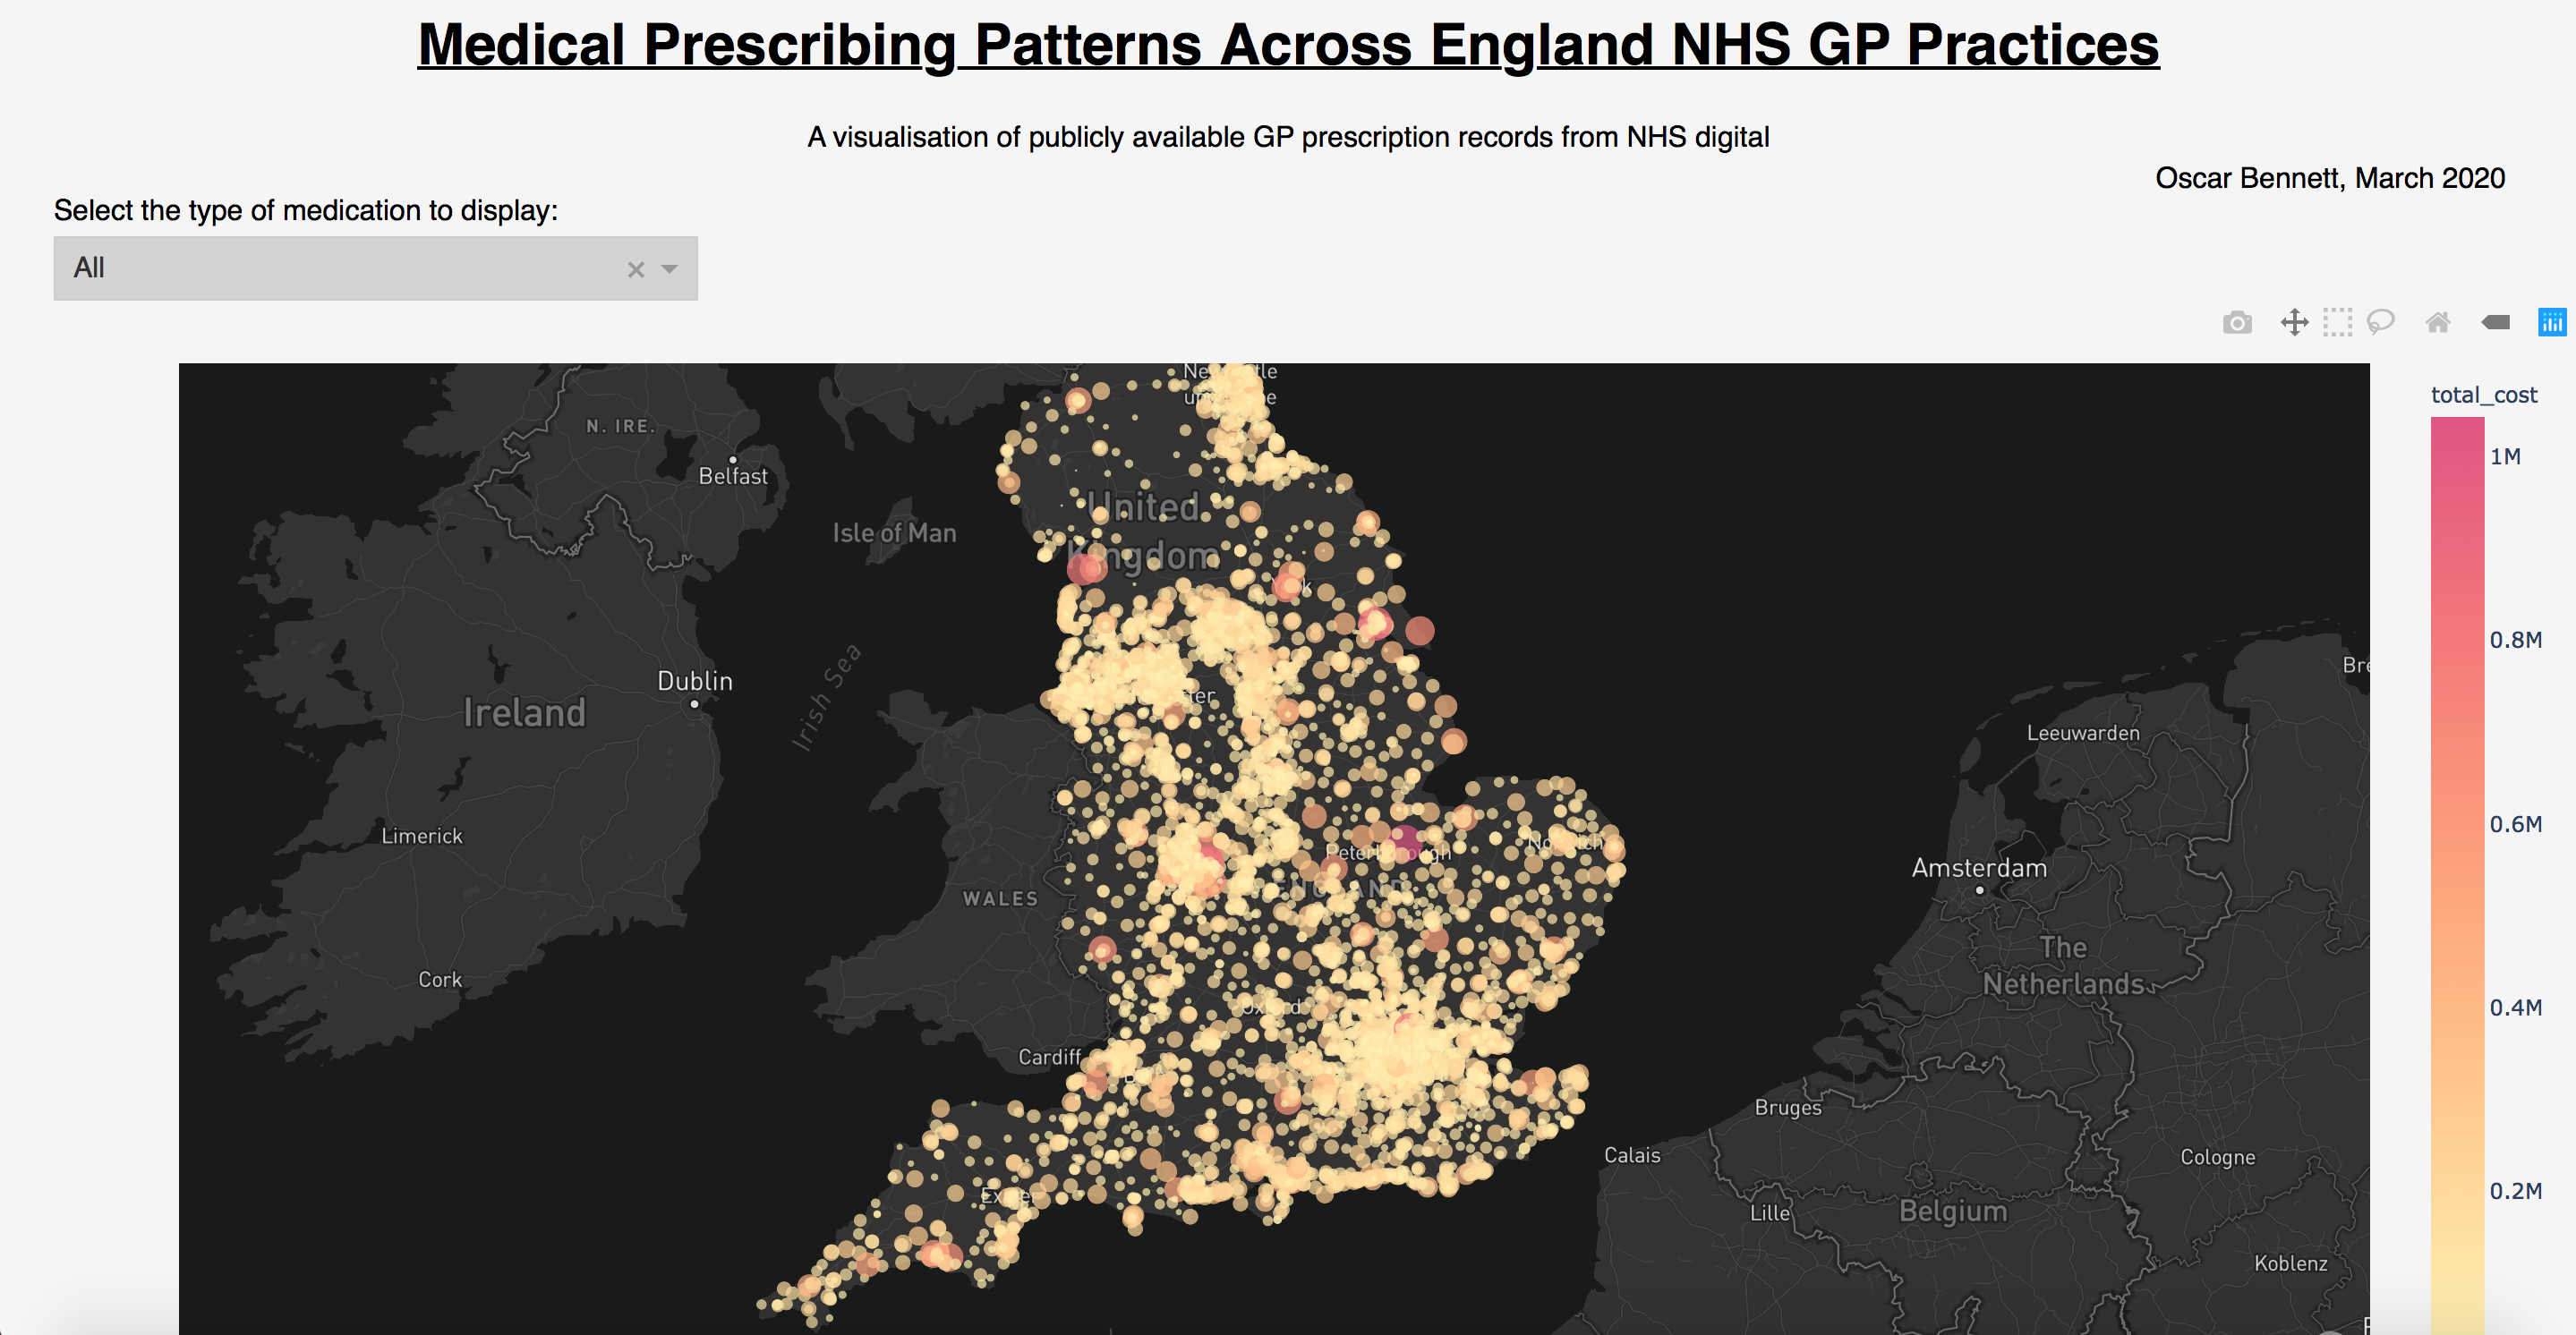 Medical Prescribing Patterns Across England NHS GP Practices
A visualisation of publicly available GP prescription records from NHS digital
Oscar Bennett, March 2020
Select the type of medication to display:
All
total_cost
1M
0.8M
0.6M
0.4M
0.2M
N. IRE.
Belfast
Isle of Man
United
Kingdom
Irish Sea
Dublin
Ireland
Limerick
Cork
WALES
Cardiff
Peterborough
Norwich
ENGLAND
Oxford
Exeter
Leeuwarden
Amsterdam
The
Netherlands
Bruges
Calais
Lille
Belgium
Cologne
Koblenz